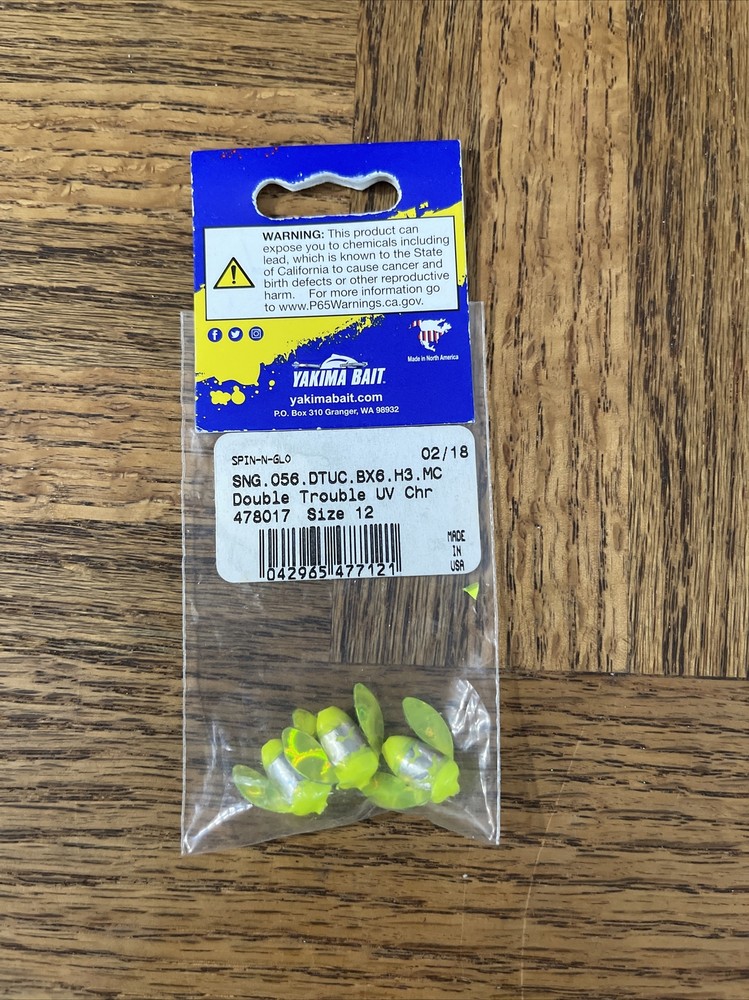 WARNING: This product can
expose you to chemicals including
lead, which is known to the State
of California to cause cancer and
birth defects or other reproductive
harm. For more information go
to www.P65Warnings.ca.gov.
Made in North America
YAKIMA BAIT
yakimabait.com
P.O. Box 310 Granger, WA 98932
SPIN-N-GLO 02/18
SNG.056.DTUC.BX6.H3.MC
Double Trouble UV Chr
478017 Size 12
MADE
IN
USA
042965 477121